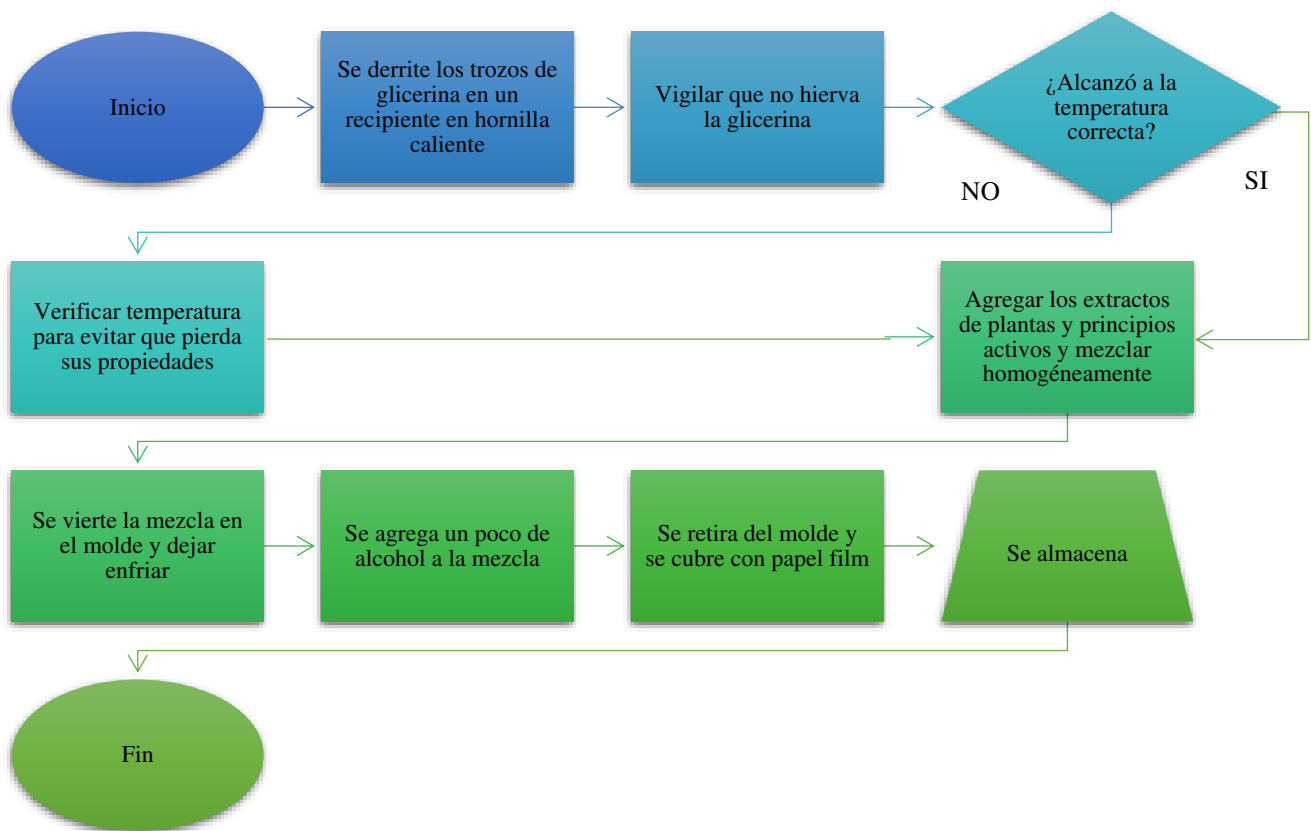 Inicio
Se derrite los trozos de
glicerina en un
recipiente en hornilla
caliente
Vigilar que no hierva
la glicerina
¿Alcanzó a la
temperatura
correcta?
NO
SI
Verificar temperatura
para evitar que pierda
sus propiedades
Agregar los extractos
de plantas y principios
activos y mezclar
homogéneamente
Se vierte la mezcla en
el molde y dejar
enfriar
Se agrega un poco de
alcohol a la mezcla
Se retira del molde y
se cubre con papel film
Se almacena
Fin